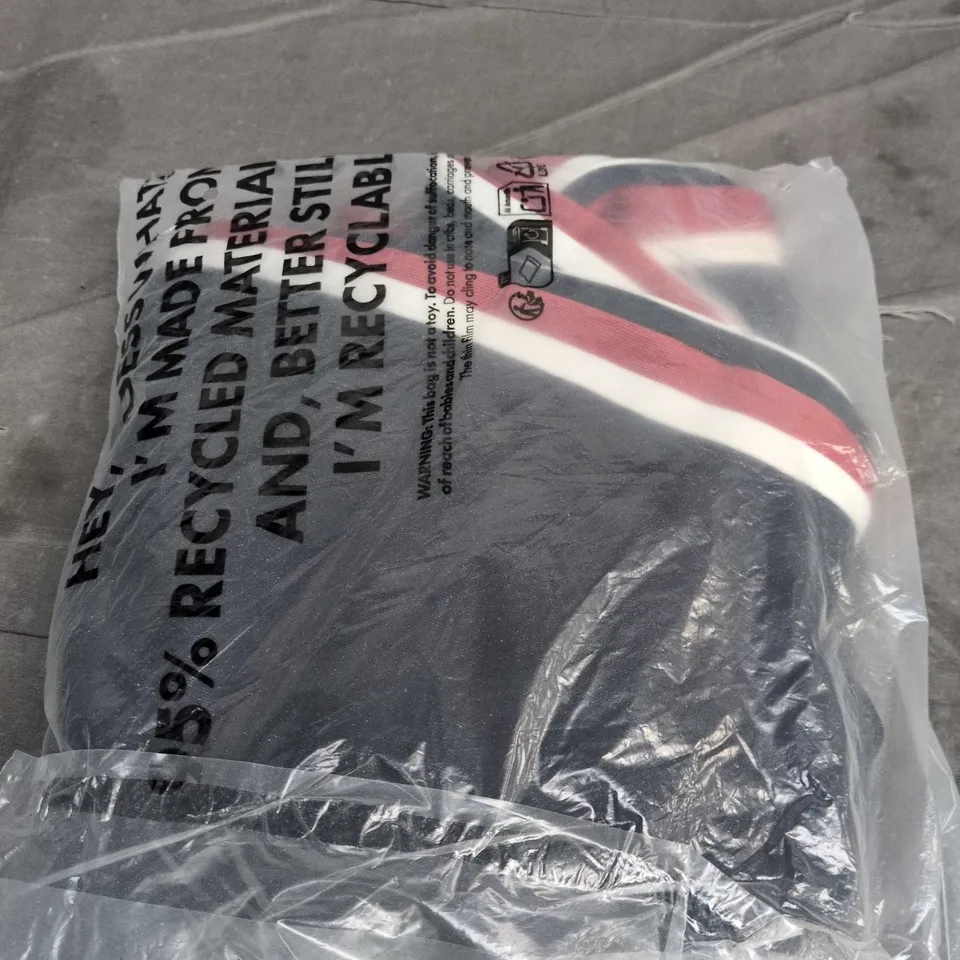 HEY,
I'M MADE FROM
95% RECYCLED MATERIAL
AND, BETTER STIL
I'M RECYCLABL
WARNING: This bag is not a toy. To avoid danger of suffocation,
of reach of babies and children. Do not use in cribs, beds, carriages
The thin film may cling to nose and mouth and